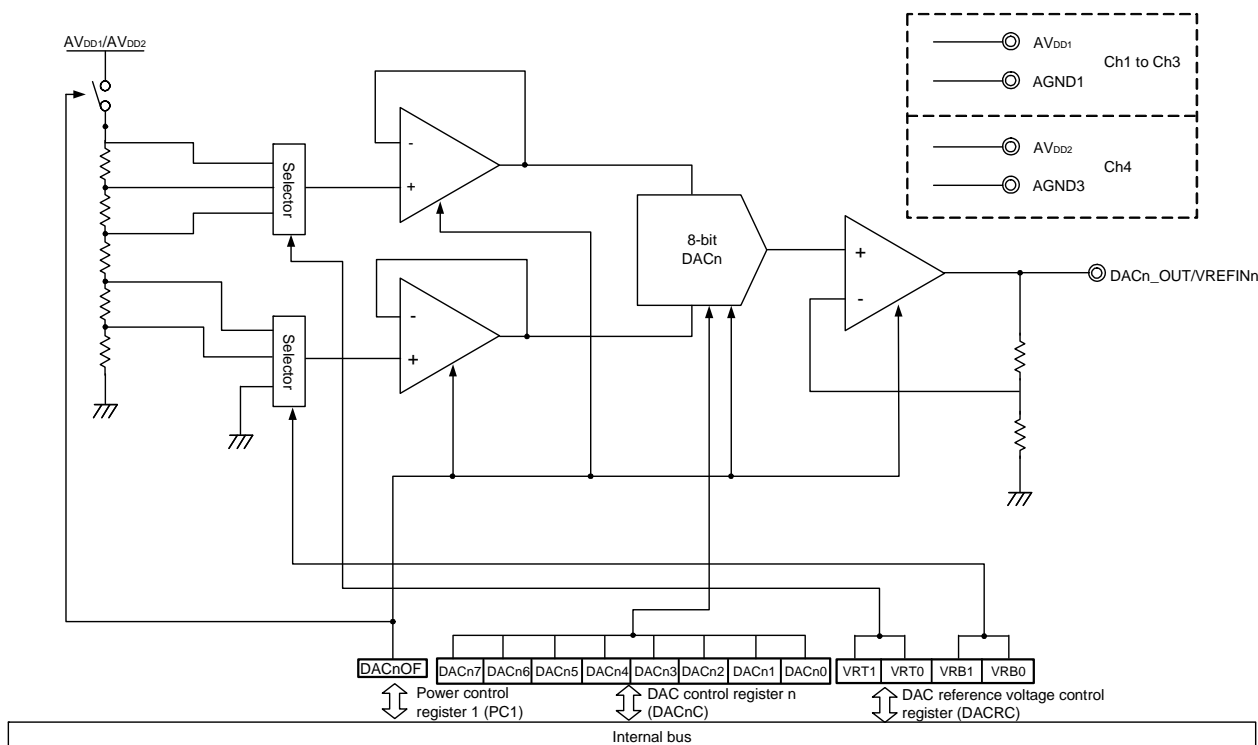 AVDD1/AVDD2
AVDD1
AGND1
Ch1 to Ch3
AVDD2
AGND3
Ch4
Selector
-
+
8-bit
DACn
+
-
DACn_OUT/VREFINn
Selector
-
+
DACnOF
DACn7 DACn6 DACn5 DACn4 DACn3 DACn2 DACn1 DACn0
VRT1 VRT0 VRB1 VRB0
Power control
register 1 (PC1)
DAC control register n
(DACnC)
DAC reference voltage control
register (DACRC)
Internal bus